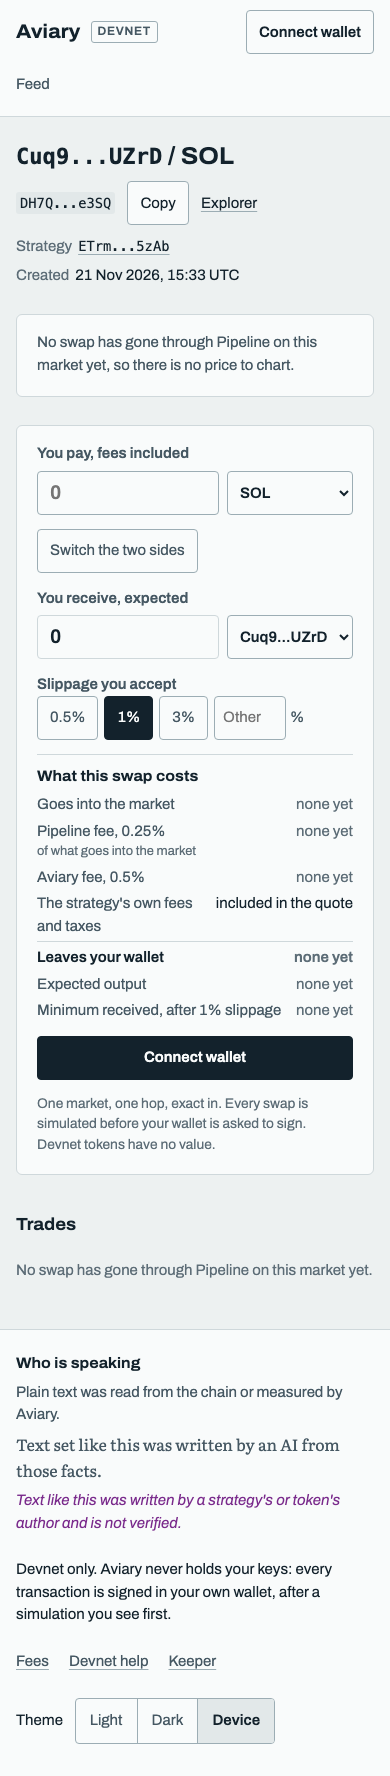 Aviary DEVNET Connect wallet
Feed
Cuq9...UZrD / SOL
DH7Q...e3SQ Copy Explorer
Strategy ETrm...5zAb
Created 21 Nov 2026, 15:33 UTC
No swap has gone through Pipeline on this
market yet, so there is no price to chart.
You pay, fees included
0 SOL
Switch the two sides
You receive, expected
0 Cuq9...UZrD
Slippage you accept
0.5% 1% 3% Other %
What this swap costs
Goes into the market none yet
Pipeline fee, 0.25% none yet
of what goes into the market
Aviary fee, 0.5% none yet
The strategy's own fees included in the quote
and taxes
Leaves your wallet none yet
Expected output none yet
Minimum received, after 1% slippage none yet
Connect wallet
One market, one hop, exact in. Every swap is
simulated before your wallet is asked to sign.
Devnet tokens have no value.
Trades
No swap has gone through Pipeline on this market yet.
Who is speaking
Plain text was read from the chain or measured by
Aviary.
Text set like this was written by an AI from
those facts.
Text like this was written by a strategy's or token's
author and is not verified.
Devnet only. Aviary never holds your keys: every
transaction is signed in your own wallet, after a
simulation you see first.
Fees Devnet help Keeper
Theme Light Dark Device